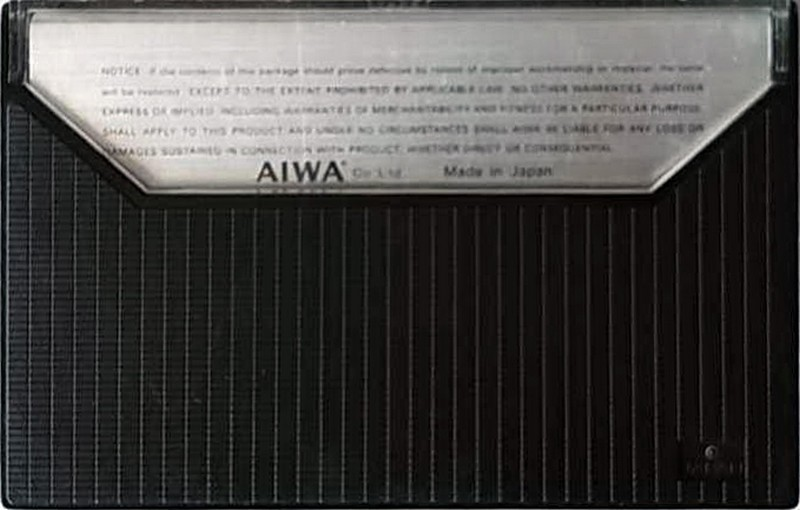 NOTICE: If the contents of this package should prove defective by reason of improper workmanship or material, the same
will be replaced. EXCEPT TO THE EXTENT PROHIBITED BY APPLICABLE LAW, NO OTHER WARRANTIES, WHETHER
EXPRESS OR IMPLIED, INCLUDING WARRANTIES OF MERCHANTABILITY AND FITNESS FOR A PARTICULAR PURPOSE,
SHALL APPLY TO THIS PRODUCT AND UNDER NO CIRCUMSTANCES SHALL AIWA BE LIABLE FOR ANY LOSS OR
DAMAGES SUSTAINED IN CONNECTION WITH PRODUCT, WHETHER DIRECT OR CONSEQUENTIAL.
AIWA® Co. Ltd. Made in Japan